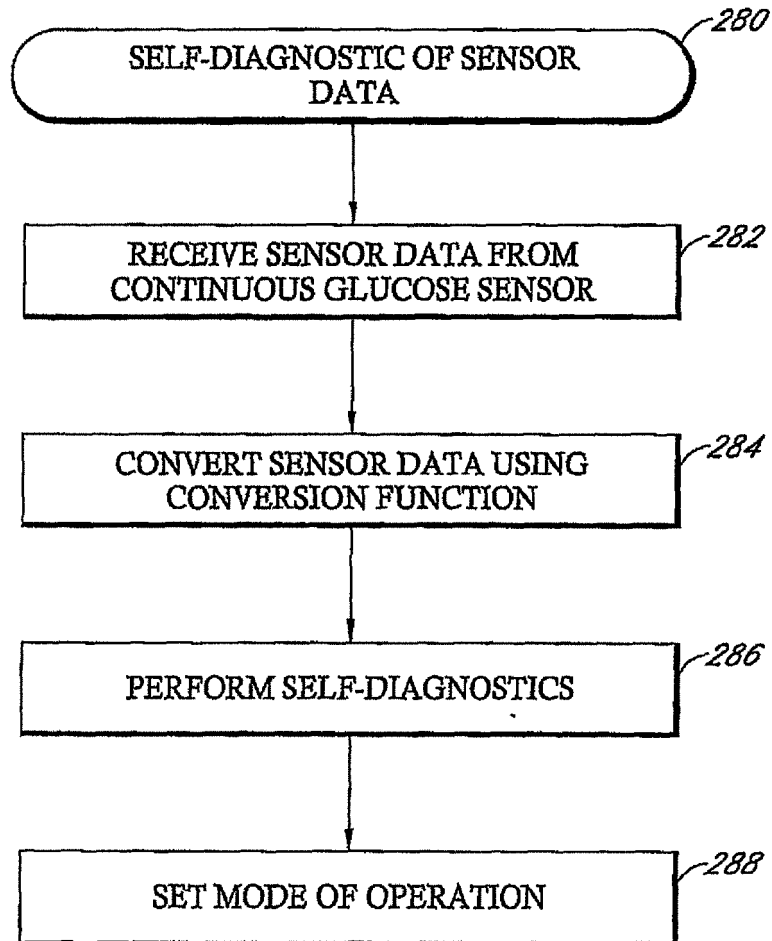 280
SELF-DIAGNOSTIC OF SENSOR
DATA
282
RECEIVE SENSOR DATA FROM
CONTINUOUS GLUCOSE SENSOR
284
CONVERT SENSOR DATA USING
CONVERSION FUNCTION
286
PERFORM SELF-DIAGNOSTICS
288
SET MODE OF OPERATION